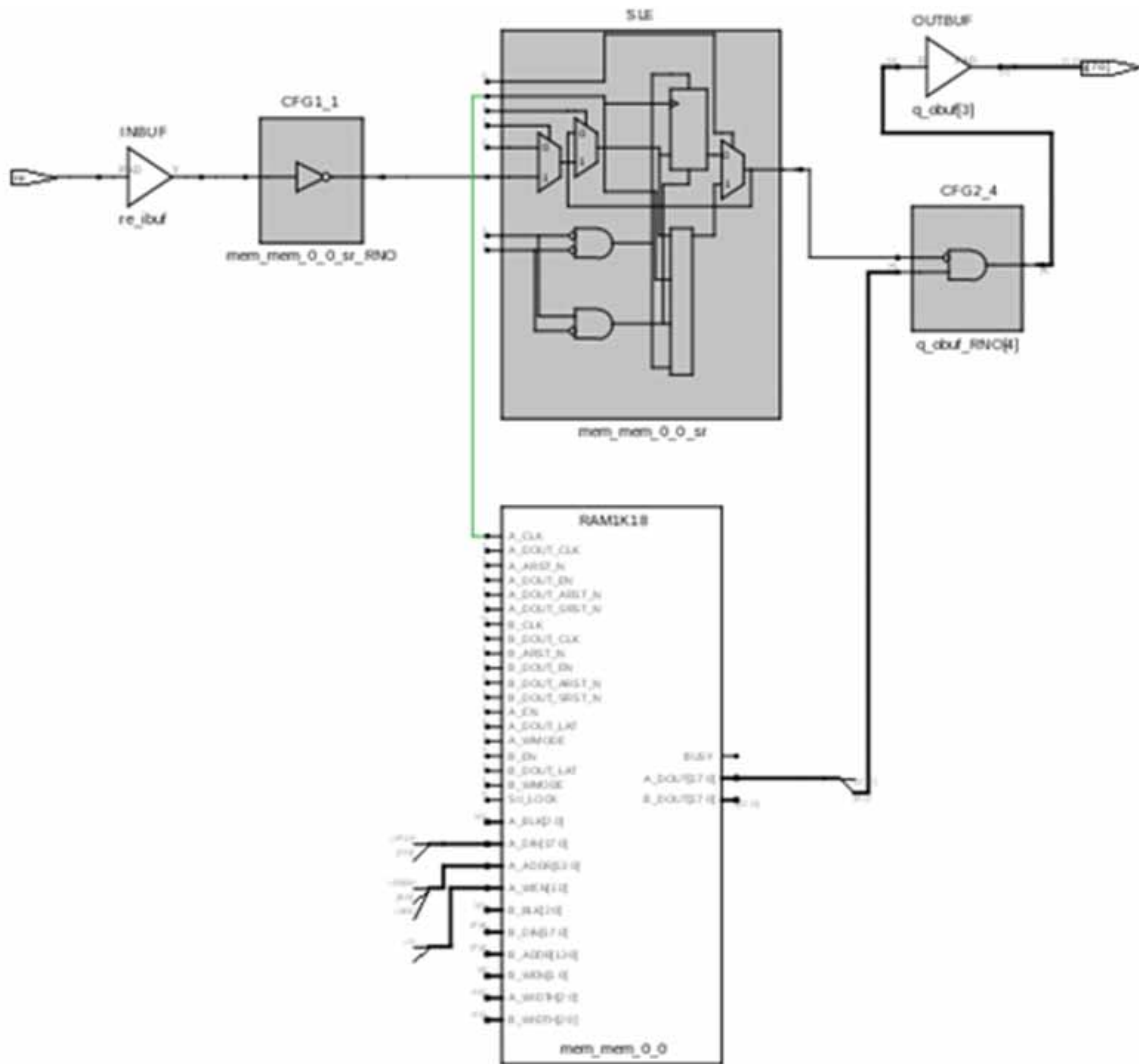 SLE
OUTBUF
q_obuf[3]
CFG1_1
INBUF
re_ibuf
mem_mem_0_0_sr_RNO
CFG2_4
q_obuf_RNO[4]
mem_mem_0_0_sr
RAM1K18
A_CLK
A_DOUT_CLK
A_ARST_N
A_DOUT_EN
A_DOUT_ARST_N
A_DOUT_SRST_N
B_CLK
B_DOUT_CLK
B_ARST_N
B_DOUT_EN
B_DOUT_ARST_N
B_DOUT_SRST_N
A_EN
A_DOUT_LAT
A_WMODE
B_EN
B_DOUT_LAT
B_WMODE
SII_LOCK
BUSY
A_DOUT[17:0]
B_DOUT[17:0]
A_BLK[2:0]
A_DIN[17:0]
A_ADDR[13:0]
A_WEN[1:0]
B_BLK[2:0]
B_DIN[17:0]
B_ADDR[13:0]
B_WEN[1:0]
A_WIDTH[2:0]
B_WIDTH[2:0]
mem_mem_0_0